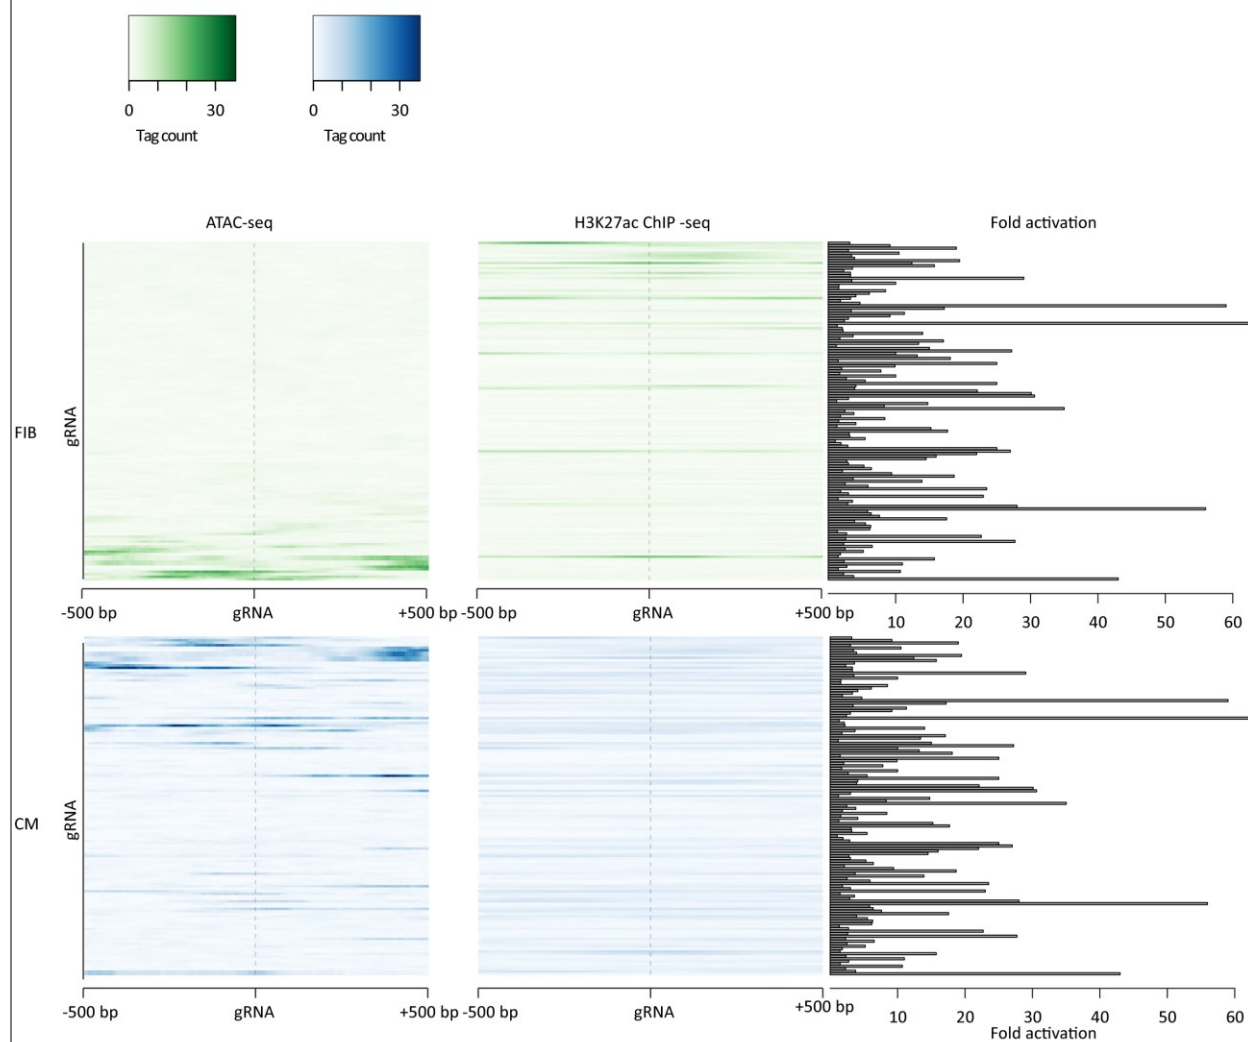 0 30 0 30
Tag count Tag count
ATAC-seq H3K27ac ChIP -seq Fold activation
FIB gRNA
-500 bp gRNA +500 bp -500 bp gRNA +500 bp 10 20 30 40 50 60
CM gRNA
-500 bp gRNA +500 bp -500 bp gRNA +500 bp 10 20 30 40 50 60
Fold activation